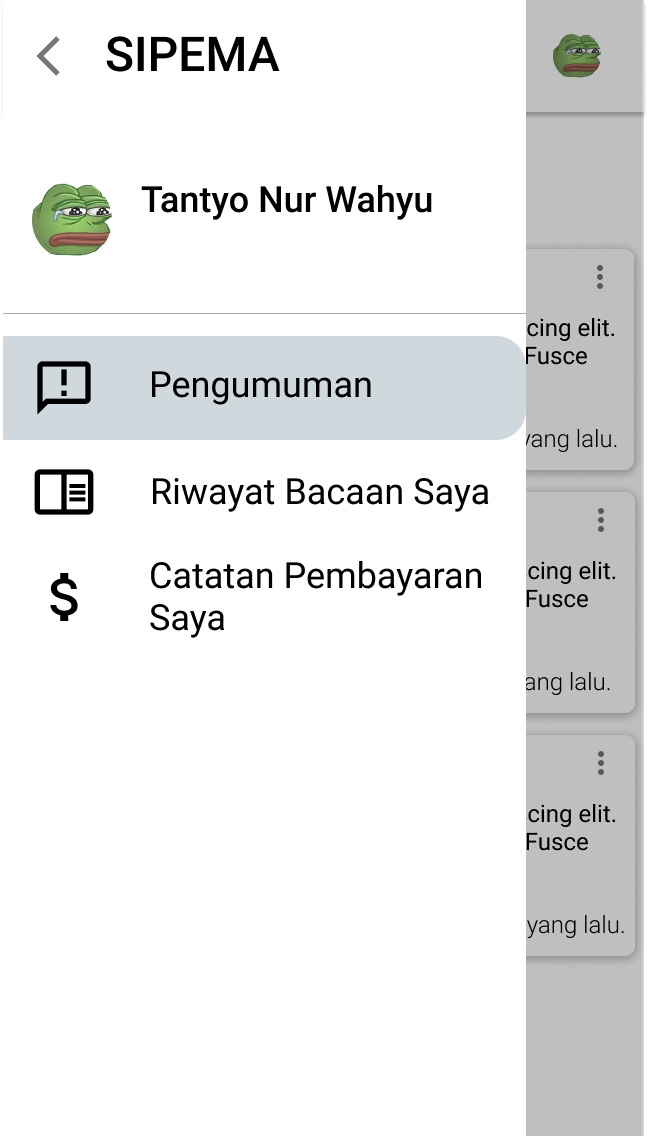 SIPEMA
Tantyo Nur Wahyu
Pengumuman
Riwayat Bacaan Saya
Catatan Pembayaran
Saya
cing elit.
Fusce
yang lalu.
cing elit.
Fusce
ang lalu.
cing elit.
Fusce
yang lalu.